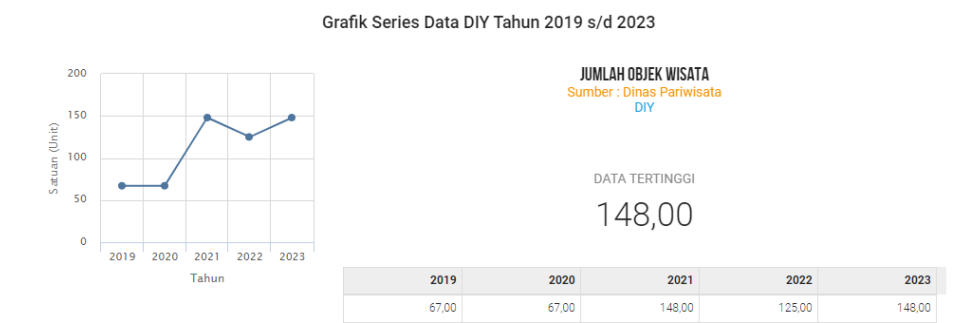 Grafik Series Data DIY Tahun 2019 s/d 2023
200
150
100
50
0
Satuan (Unit)
2019 2020 2021 2022 2023
Tahun
JUMLAH OBJEK WISATA
Sumber : Dinas Pariwisata
DIY
DATA TERTINGGI
148,00
2019 2020 2021 2022 2023
67,00 67,00 148,00 125,00 148,00